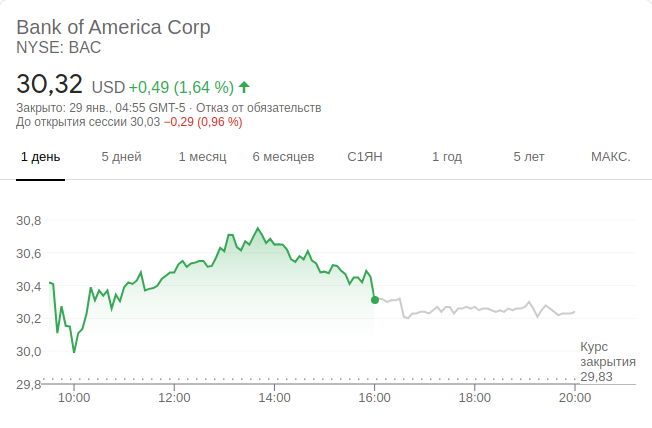 Bank of America Corp
NYSE: BAC
30,32 USD +0,49 (1,64 %)
Закрыто: 29 янв., 04:55 GMT-5 · Отказ от обязательств
До открытия сессии 30,03 −0,29 (0,96 %)
1 день 5 дней 1 месяц 6 месяцев С1ЯН 1 год 5 лет МАКС.
30,8
30,6
30,4
30,2
30,0
29,8
Курс
закрытия
29,83
10:00 12:00 14:00 16:00 18:00 20:00